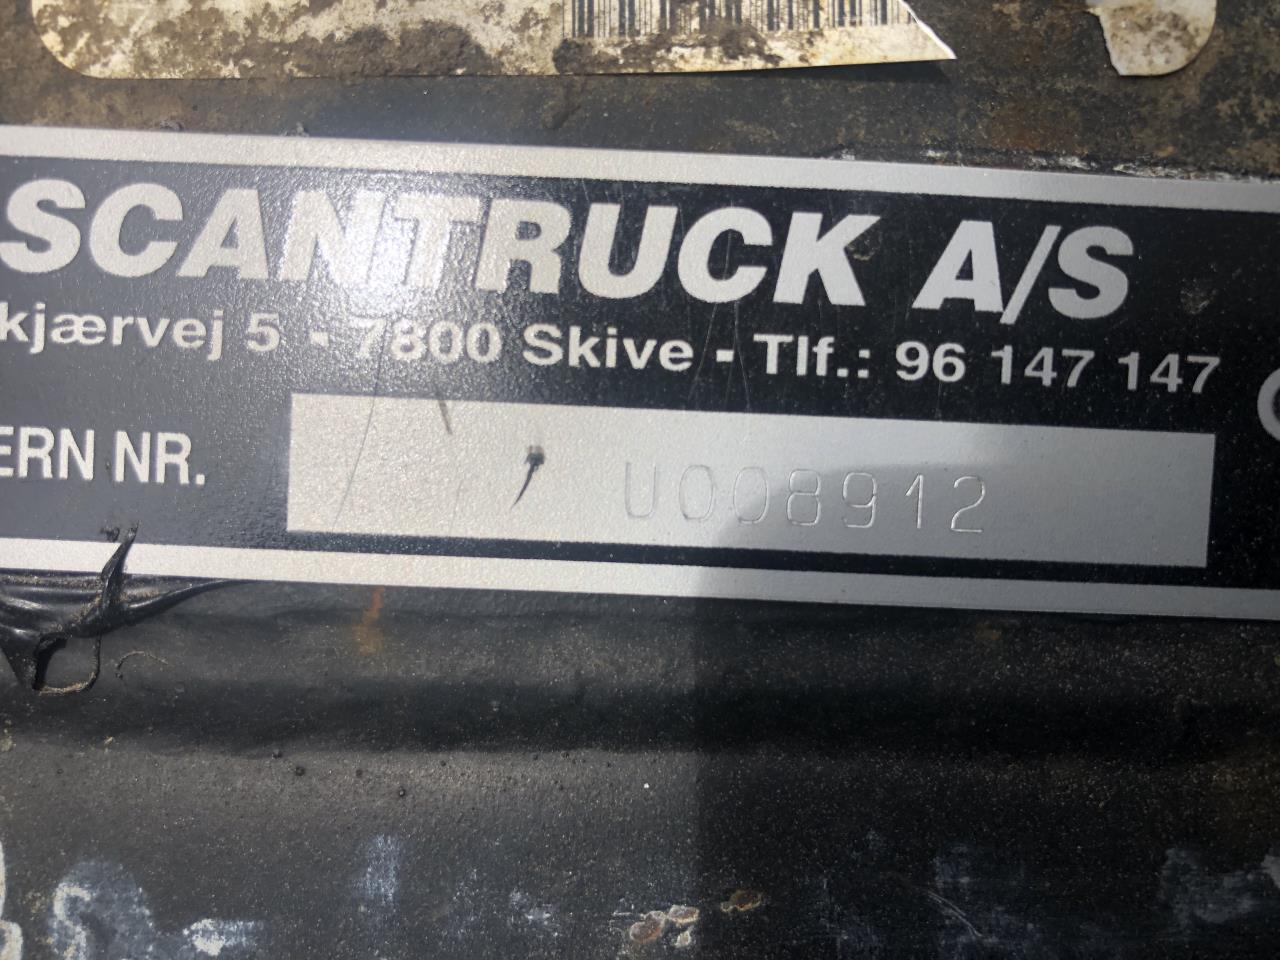 SCANTRUCK A/S
kjærvej 5 - 7800 Skive - Tlf.: 96 147 147
ERN NR.
U008912